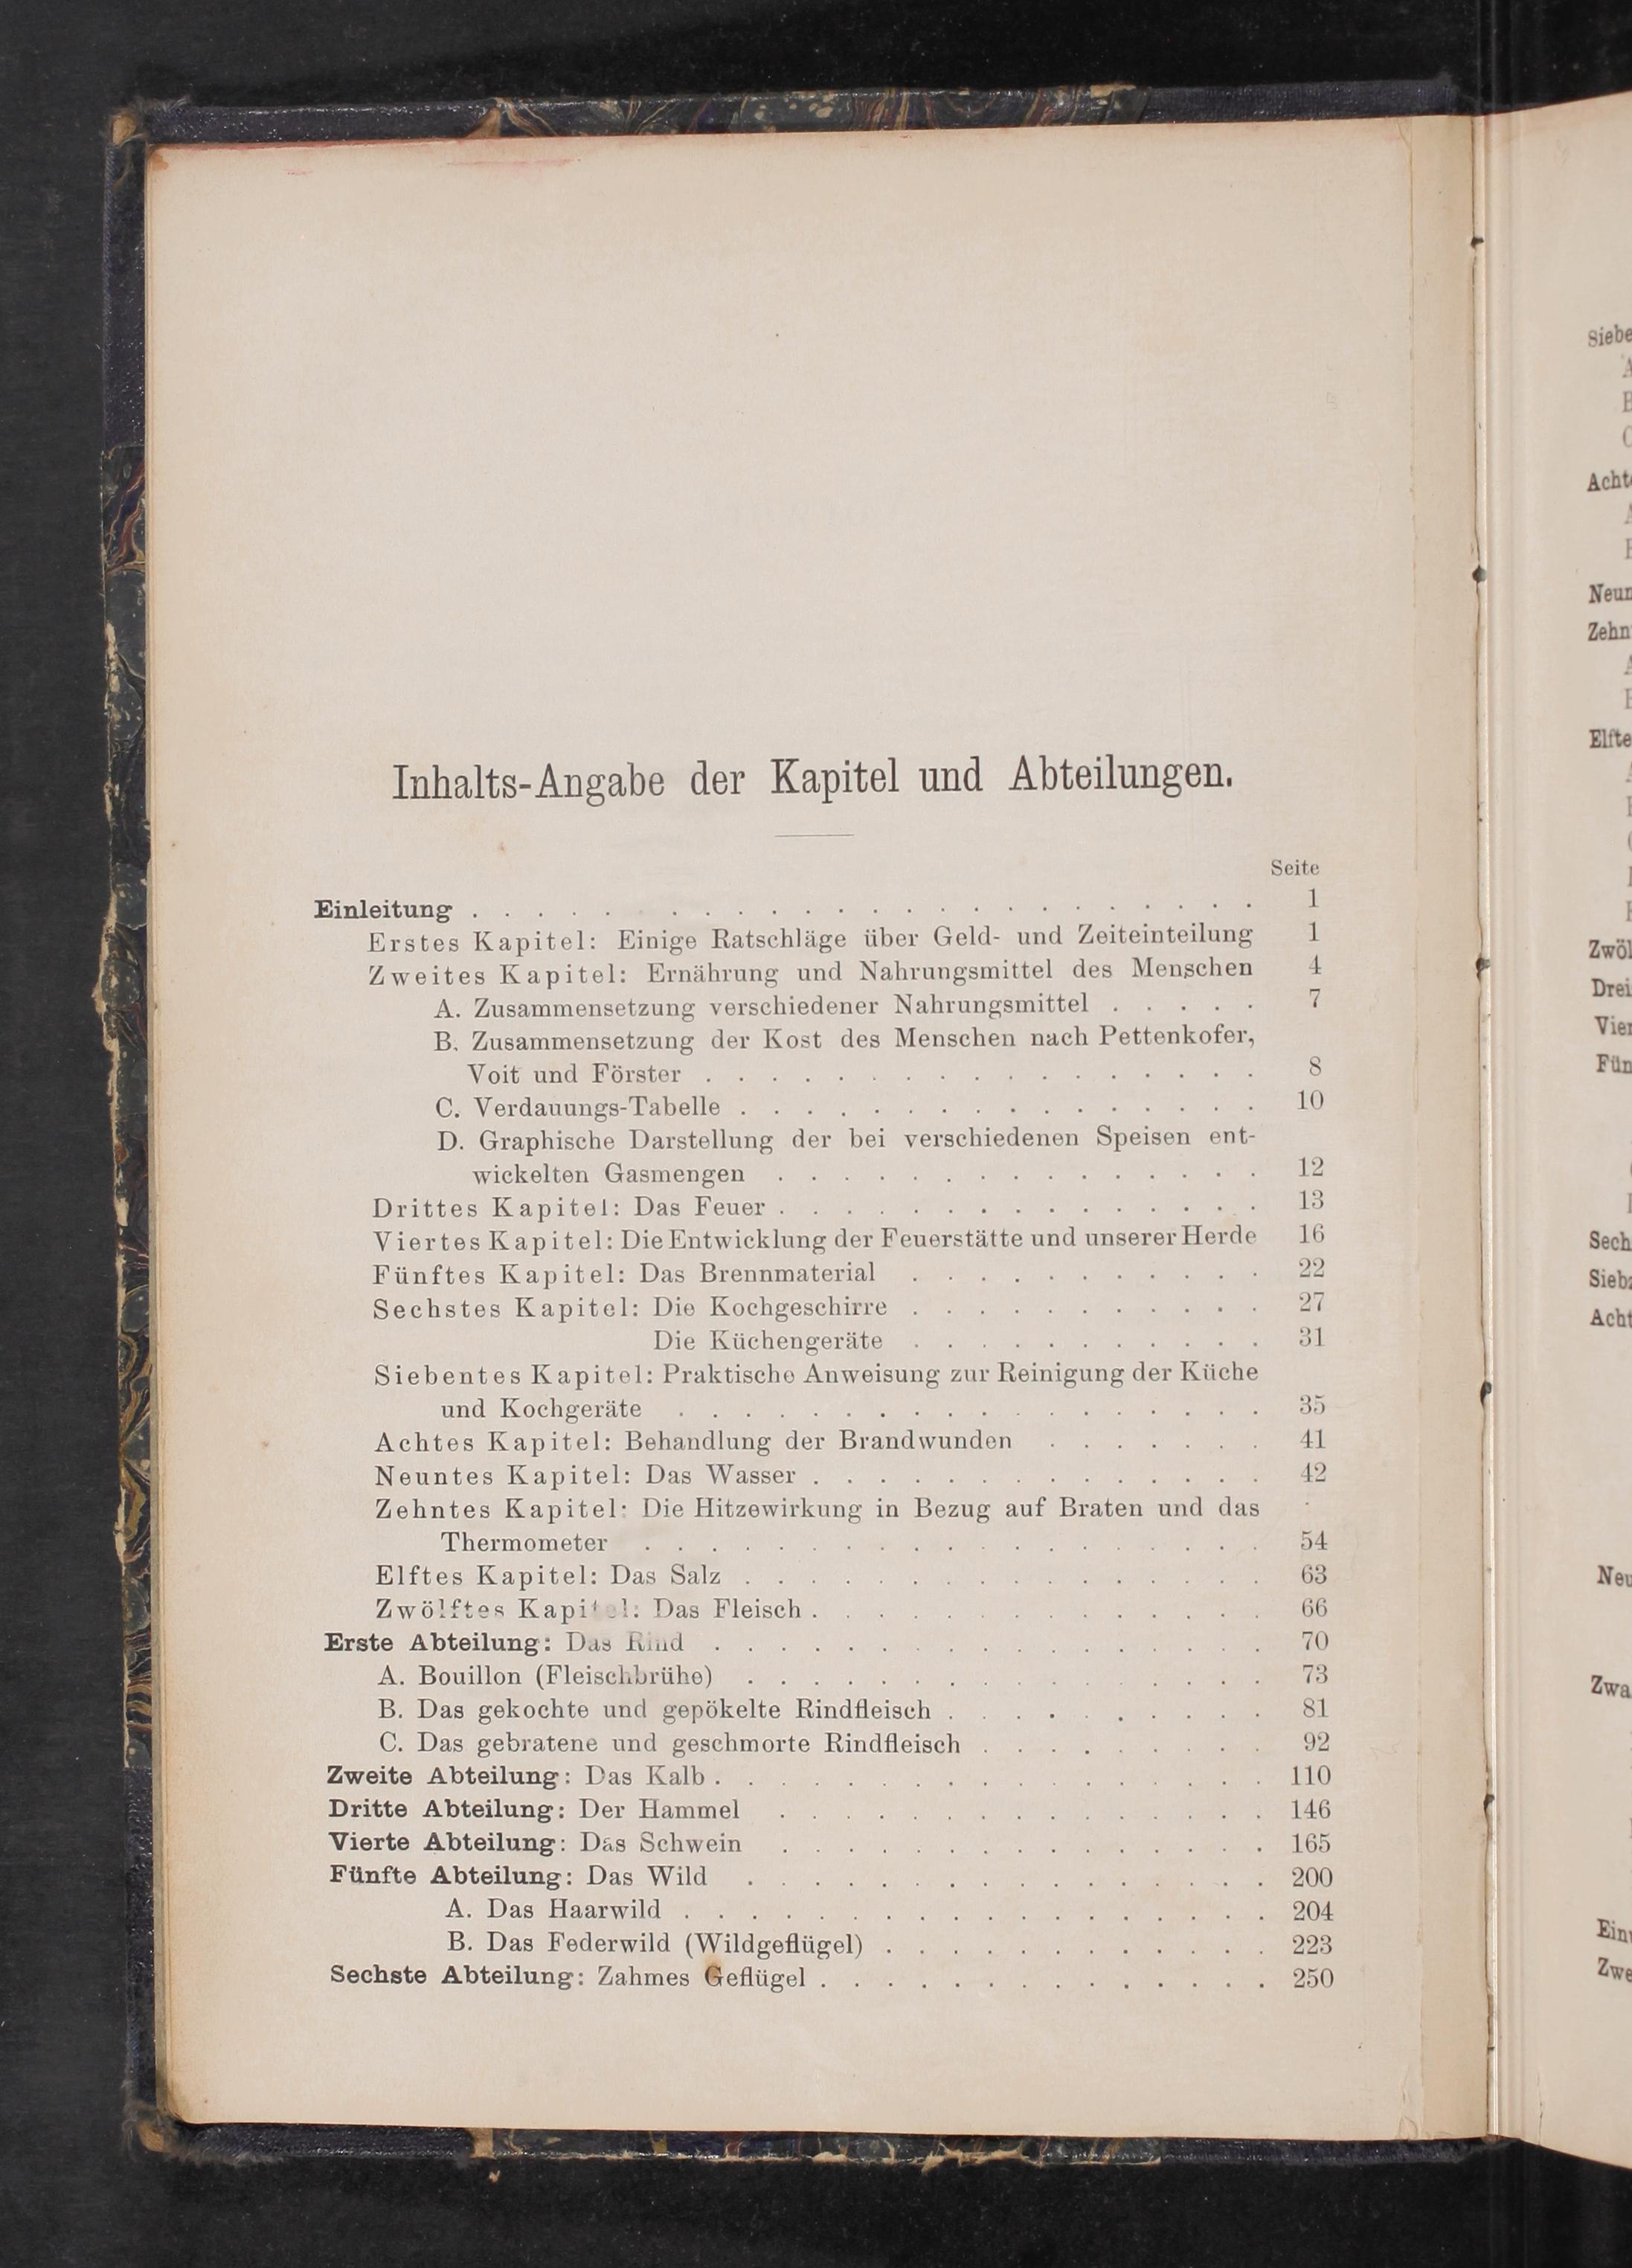 Inhalts-Angabe der Kapitel und Abteilungen.
Seite
Einleitung . . . . . . . . . . . . . . . . . . . . . . . 1
Erstes Kapitel: Einige Ratschläge über Geld- und Zeiteinteilung 1
Zweites Kapitel: Ernährung und Nahrungsmittel des Menschen 4
A. Zusammensetzung verschiedener Nahrungsmittel . . . . . 7
B. Zusammensetzung der Kost des Menschen nach Pettenkofer,
Voit und Förster . . . . . . . . . . . . . . . . . 8
C. Verdauungs-Tabelle . . . . . . . . . . . . . . . . 10
D. Graphische Darstellung der bei verschiedenen Speisen ent-
wickelten Gasmengen . . . . . . . . . . . . . . . 12
Drittes Kapitel: Das Feuer . . . . . . . . . . . . . . . 13
Viertes Kapitel: Die Entwicklung der Feuerstätte und unserer Herde 16
Fünftes Kapitel: Das Brennmaterial . . . . . . . . . . . 22
Sechstes Kapitel: Die Kochgeschirre . . . . . . . . . . . 27
Die Küchengeräte . . . . . . . . . . . 31
Siebentes Kapitel: Praktische Anweisung zur Reinigung der Küche
und Kochgeräte . . . . . . . . . . . . . . . . . . 35
Achtes Kapitel: Behandlung der Brandwunden . . . . . . . 41
Neuntes Kapitel: Das Wasser . . . . . . . . . . . . . . 42
Zehntes Kapitel: Die Hitzewirkung in Bezug auf Braten und das
Thermometer . . . . . . . . . . . . . . . . . . . 54
Elftes Kapitel: Das Salz . . . . . . . . . . . . . . . . 63
Zwölftes Kapitel: Das Fleisch . . . . . . . . . . . . . . 66
Erste Abteilung: Das Rind . . . . . . . . . . . . . . . . . 70
A. Bouillon (Fleischbrühe) . . . . . . . . . . . . . . . . 73
B. Das gekochte und gepökelte Rindfleisch . . . . . . . . . . 81
C. Das gebratene und geschmorte Rindfleisch . . . . . . . . . 92
Zweite Abteilung: Das Kalb . . . . . . . . . . . . . . . . . 110
Dritte Abteilung: Der Hammel . . . . . . . . . . . . . . . 146
Vierte Abteilung: Das Schwein . . . . . . . . . . . . . . . 165
Fünfte Abteilung: Das Wild . . . . . . . . . . . . . . . . 200
A. Das Haarwild . . . . . . . . . . . . . . . . . . 204
B. Das Federwild (Wildgeflügel) . . . . . . . . . . . . 223
Sechste Abteilung: Zahmes Geflügel . . . . . . . . . . . . . . 250